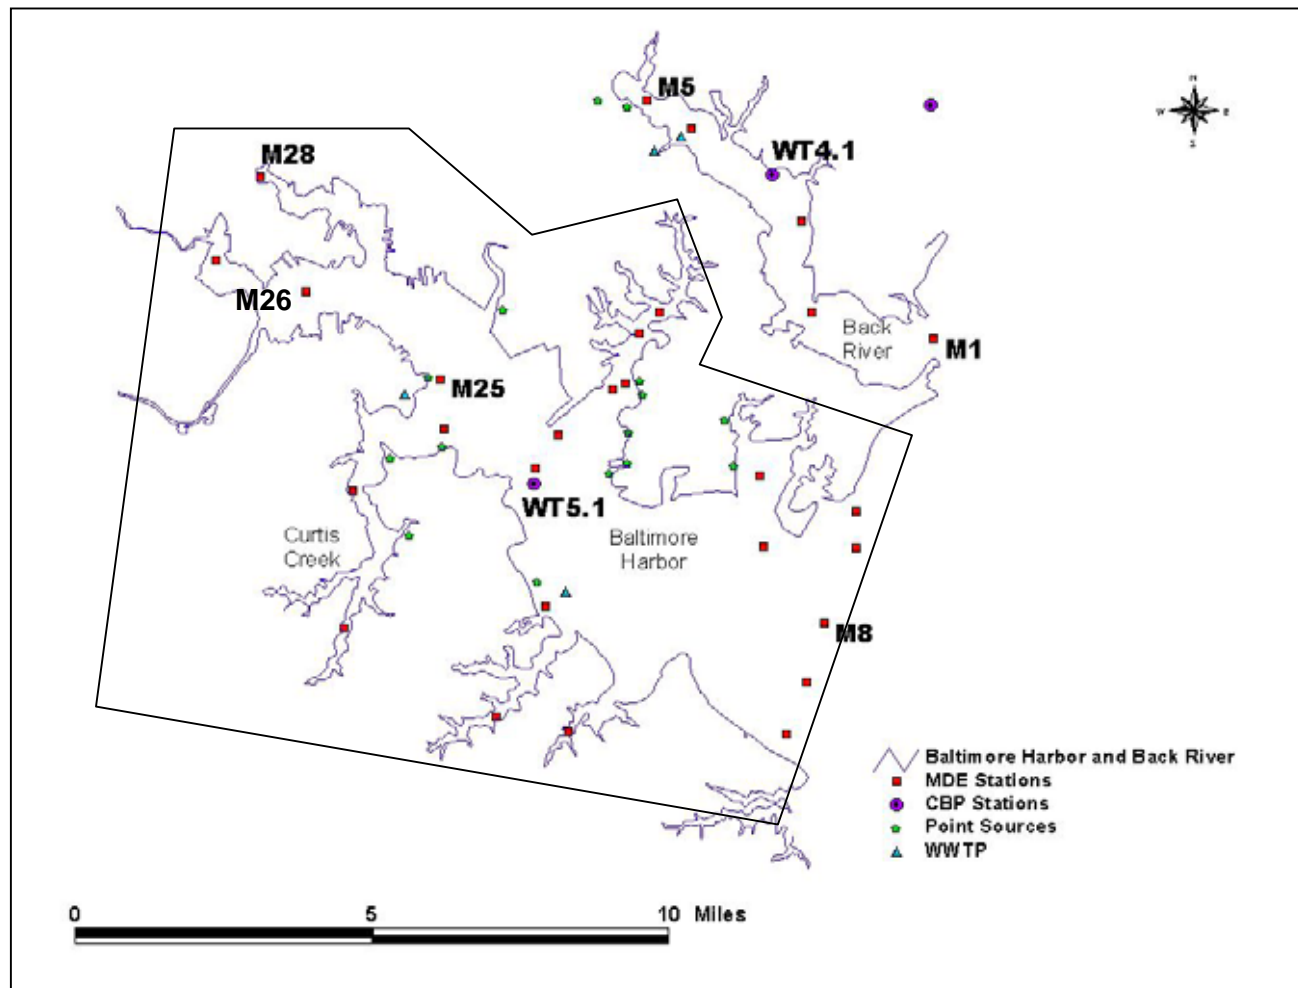 M5
N
W E
S
M28
WT4.1
M26
Back
River
M1
M25
WT5.1
Curtis
Creek
Baltimore
Harbor
M8
Baltimore Harbor and Back River
MDE Stations
CBP Stations
Point Sources
WWTP
0 5 10 Miles